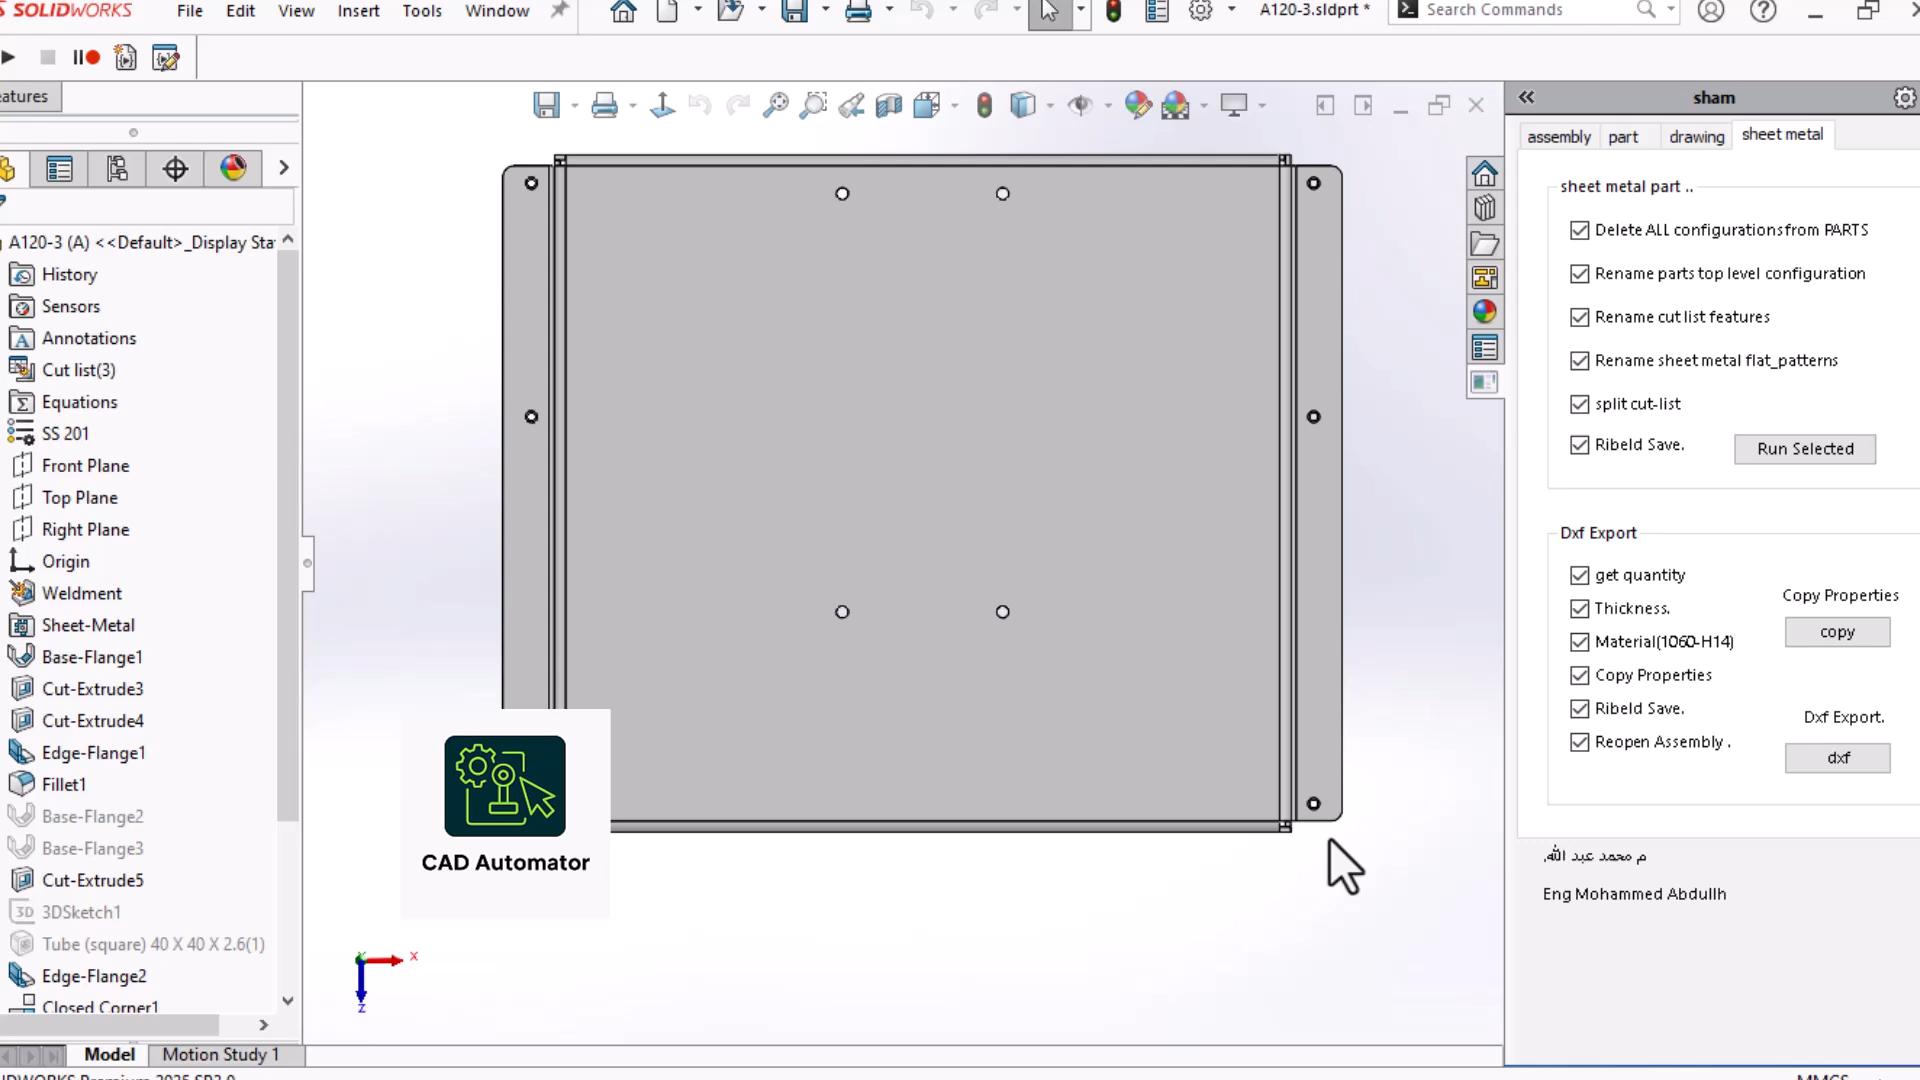 SOLIDWORKS File Edit View Insert Tools Window A120-3.sldprt * Search Commands
eatures
sham
assembly part drawing sheet metal
A120-3 (A) <<Default>_Display Sta
History
Sensors
Annotations
Cut list(3)
Equations
SS 201
Front Plane
Top Plane
Right Plane
Origin
Weldment
Sheet-Metal
Base-Flange1
Cut-Extrude3
Cut-Extrude4
Edge-Flange1
Fillet1
Base-Flange2
Base-Flange3
Cut-Extrude5
3DSketch1
Tube (square) 40 X 40 X 2.6(1)
Edge-Flange2
Closed Corner1
Model Motion Study 1
CAD Automator
X
Z
sheet metal part ..
Delete ALL configurationsfrom PARTS
Rename parts top level configuration
Rename cut list features
Rename sheet metal flat_patterns
split cut-list
Ribeld Save. Run Selected
Dxf Export
get quantity
Thickness.
Material(1060-H14)
Copy Properties
Ribeld Save.
Reopen Assembly .
Copy Properties
copy
Dxf Export.
dxf
م محمد عبد الله,
Eng Mohammed Abdullh